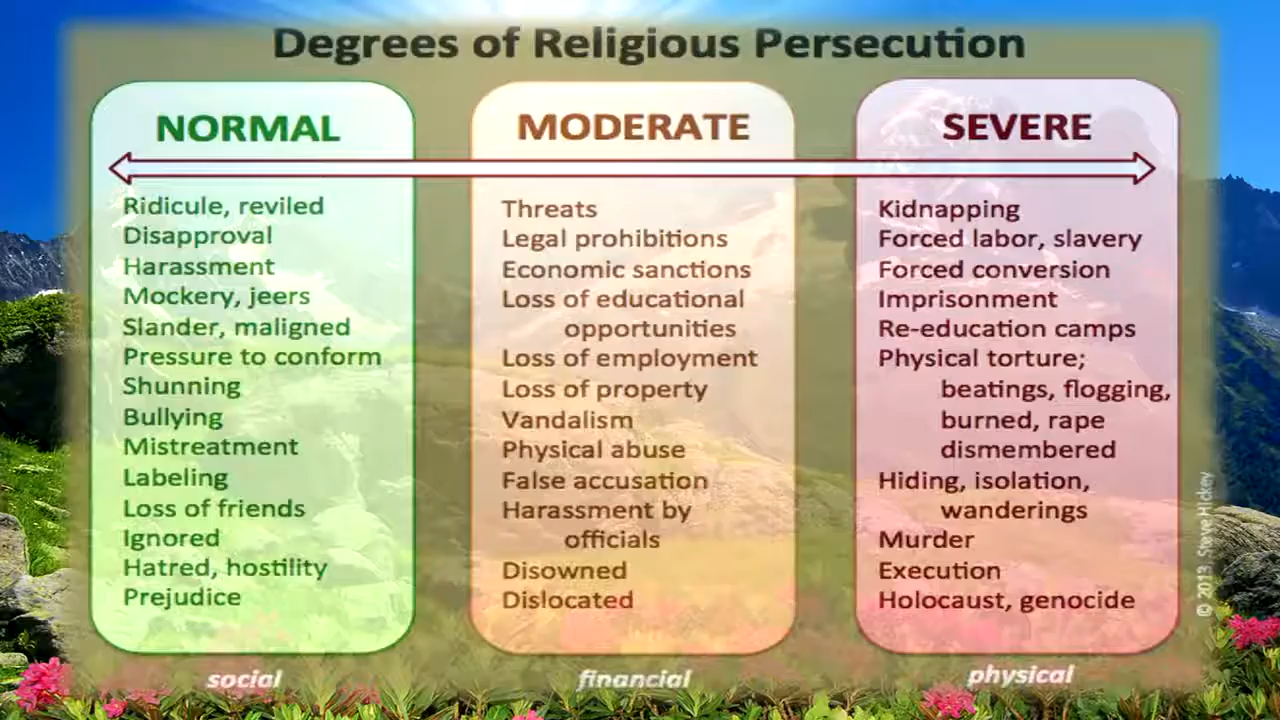 Degrees of Religious Persecution
NORMAL
Ridicule, reviled
Disapproval
Harassment
Mockery, jeers
Slander, maligned
Pressure to conform
Shunning
Bullying
Mistreatment
Labeling
Loss of friends
Ignored
Hatred, hostility
Prejudice
social
MODERATE
Threats
Legal prohibitions
Economic sanctions
Loss of educational
opportunities
Loss of employment
Loss of property
Vandalism
Physical abuse
False accusation
Harassment by
officials
Disowned
Dislocated
financial
SEVERE
Kidnapping
Forced labor, slavery
Forced conversion
Imprisonment
Re-education camps
Physical torture;
beatings, flogging,
burned, rape
dismembered
Hiding, isolation,
wanderings
Murder
Execution
Holocaust, genocide
physical
© 2013, Steve Hickey